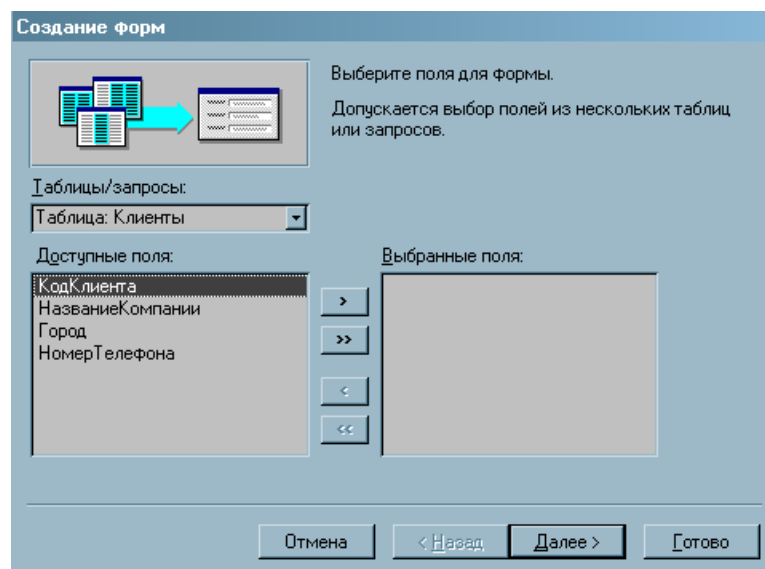 Создание форм
Выберите поля для формы.
Допускается выбор полей из нескольких таблиц
или запросов.
Таблицы/запросы:
Таблица: Клиенты
Доступные поля:
КодКлиента
НазваниеКомпании
Город
НомерТелефона
>
>>
<
<<
Выбранные поля:
Отмена
< Назад
Далее >
Готово